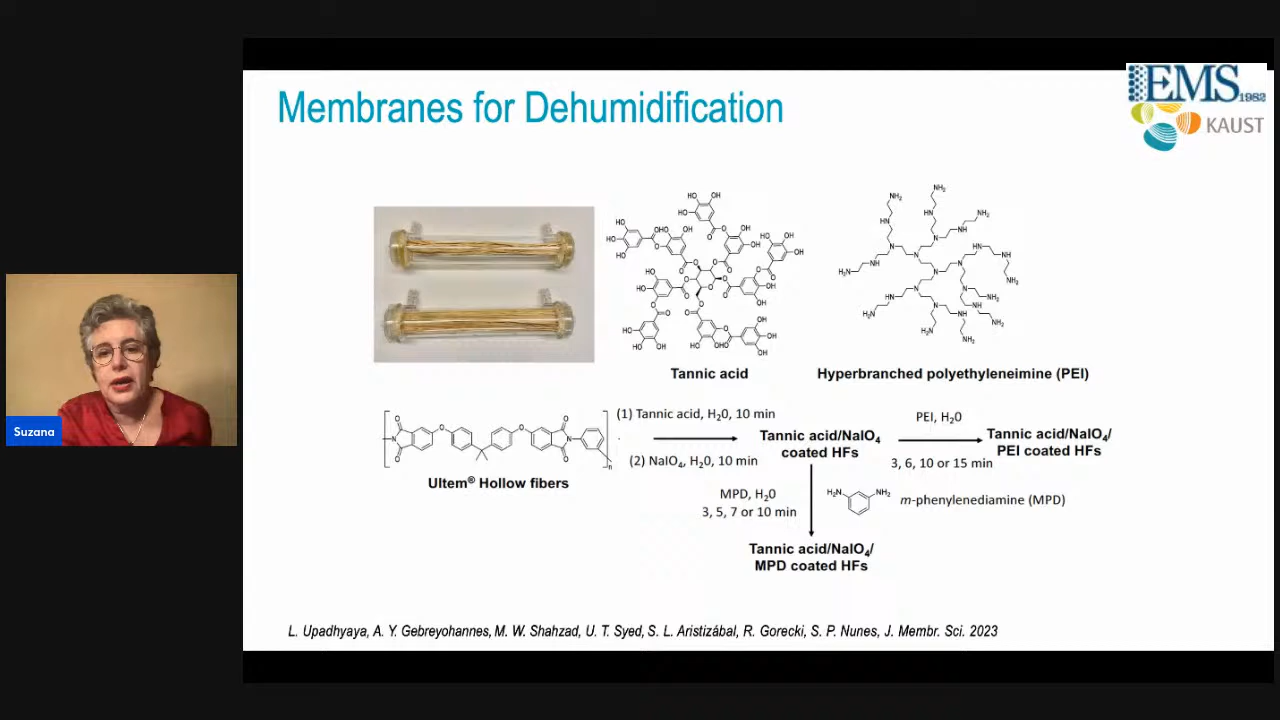 Membranes for Dehumidification
EMS 1982
KAUST
Suzana
Tannic acid
Hyperbranched polyethyleneimine (PEI)
Ultem® Hollow fibers
(1) Tannic acid, H₂0, 10 min
(2) NaIO₄, H₂0, 10 min
Tannic acid/NaIO₄
coated HFs
PEI, H₂0
3, 6, 10 or 15 min
Tannic acid/NaIO₄/
PEI coated HFs
MPD, H₂0
3, 5, 7 or 10 min
H₂N
NH₂
m-phenylenediamine (MPD)
Tannic acid/NaIO₄/
MPD coated HFs
L. Upadhyaya, A. Y. Gebreyohannes, M. W. Shahzad, U. T. Syed, S. L. Aristizábal, R. Gorecki, S. P. Nunes, J. Membr. Sci. 2023